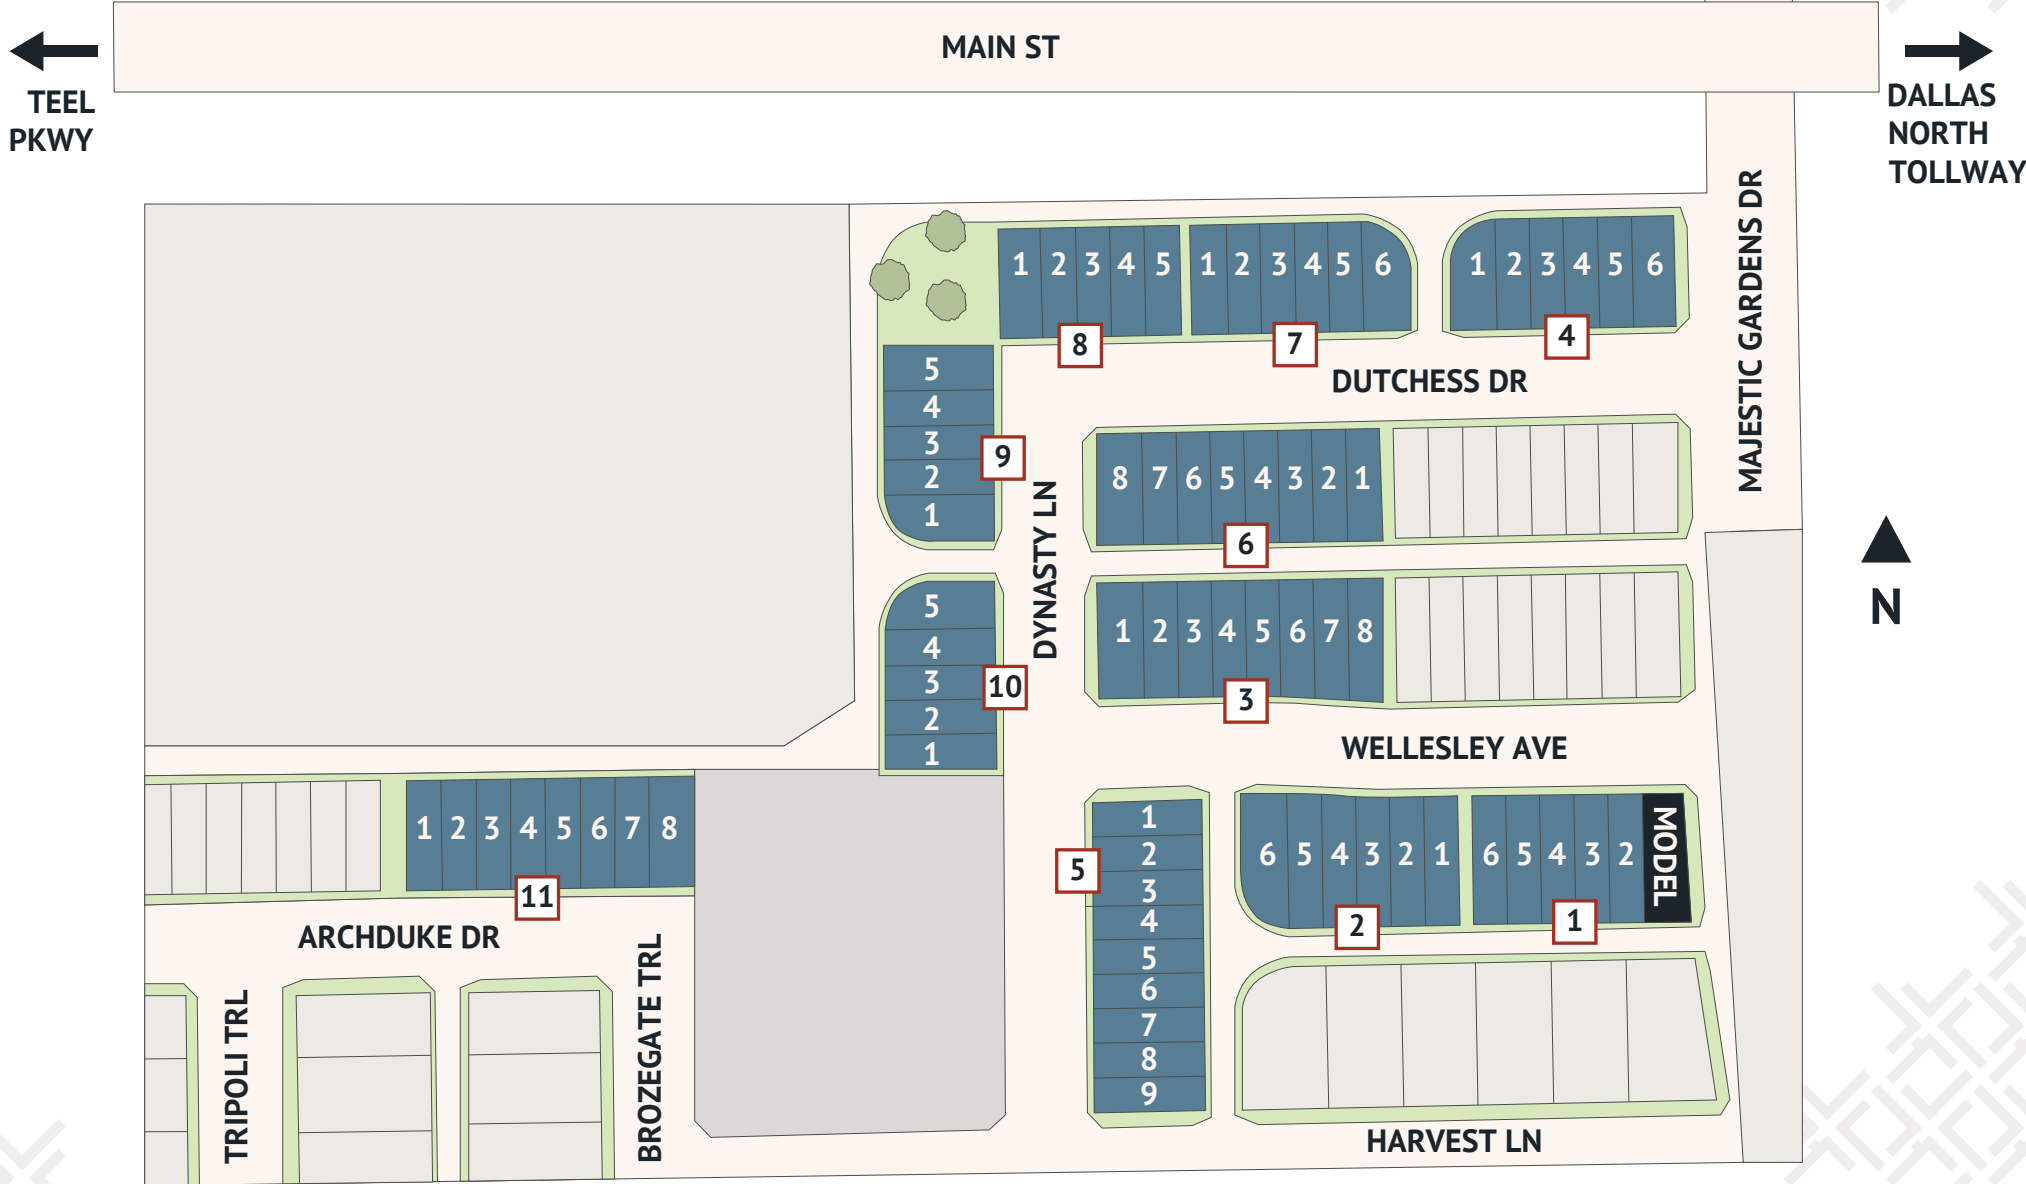 MAIN ST
TEEL
PKWY
DALLAS
NORTH
TOLLWAY
MAJESTIC GARDENS DR
1 2 3 4 5
8
1 2 3 4 5 6
7
1 2 3 4 5 6
4
DUTCHESS DR
5
4
3
2
1
9
DYNASTY LN
8 7 6 5 4 3 2 1
6
N
5
4
3
2
1
10
1 2 3 4 5 6 7 8
3
WELLESLEY AVE
1 2 3 4 5 6 7 8
11
1
2
3
4
5
6
7
8
9
5
6 5 4 3 2 1
2
6 5 4 3 2 MODEL
1
ARCHDUKE DR
TRIPOLI TRL
BROZEGATE TRL
HARVEST LN